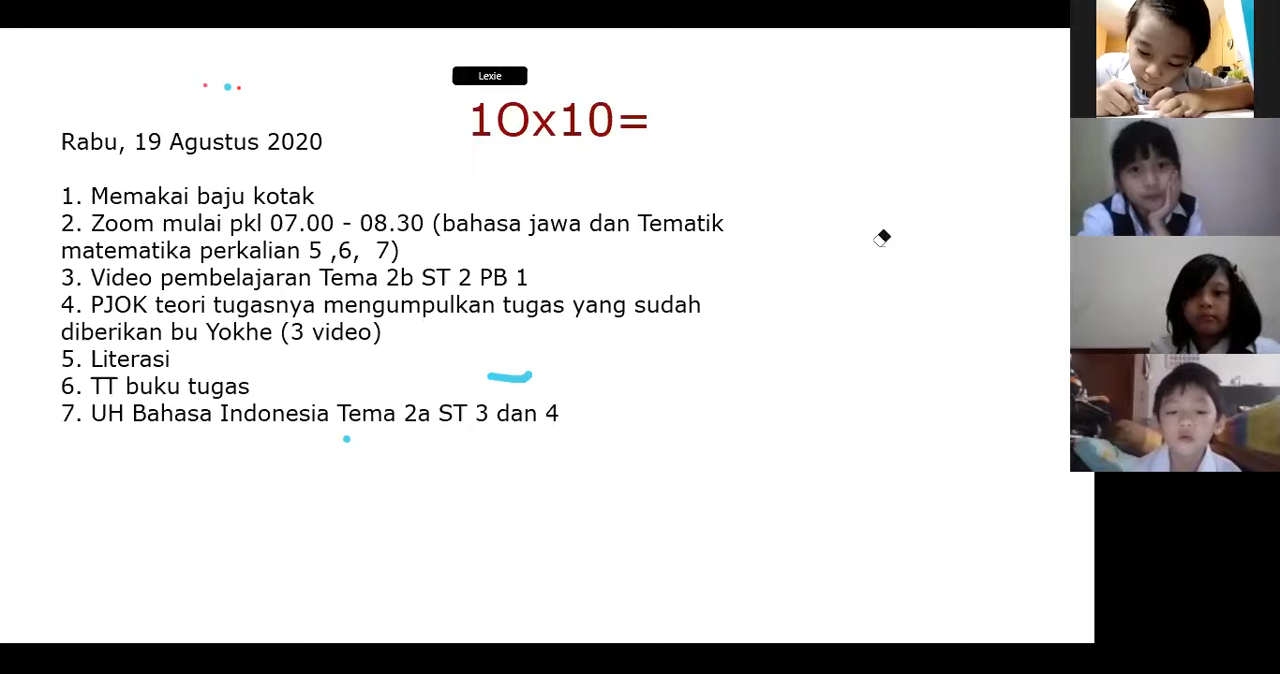 Lexie
1Ox10=
Rabu, 19 Agustus 2020
1. Memakai baju kotak
2. Zoom mulai pkl 07.00 - 08.30 (bahasa jawa dan Tematik
matematika perkalian 5 ,6,  7)
3. Video pembelajaran Tema 2b ST 2 PB 1
4. PJOK teori tugasnya mengumpulkan tugas yang sudah
diberikan bu Yokhe (3 video)
5. Literasi
6. TT buku tugas
7. UH Bahasa Indonesia Tema 2a ST 3 dan 4